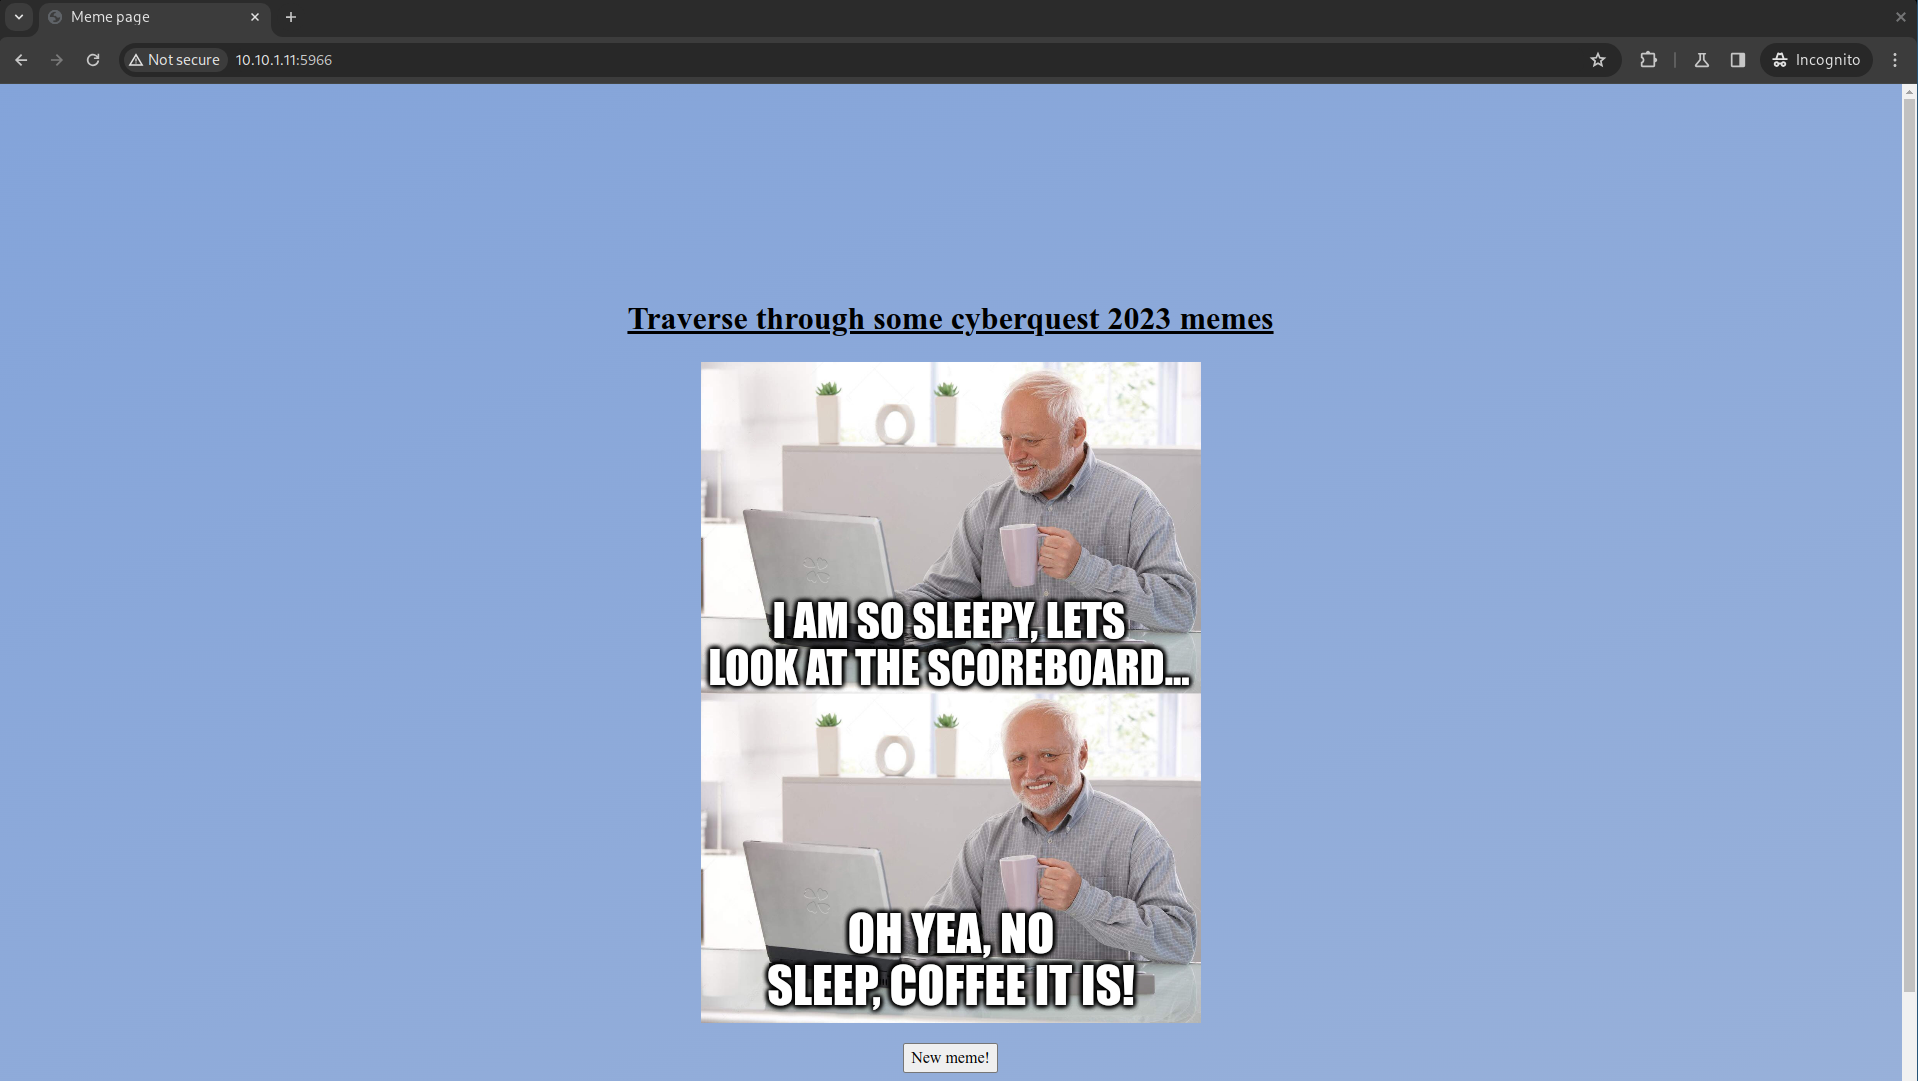 Meme page
Not secure
10.10.1.11:5966
Incognito
Traverse through some cyberquest 2023 memes
I AM SO SLEEPY, LETS
LOOK AT THE SCOREBOARD...
OH YEA, NO
SLEEP, COFFEE IT IS!
New meme!